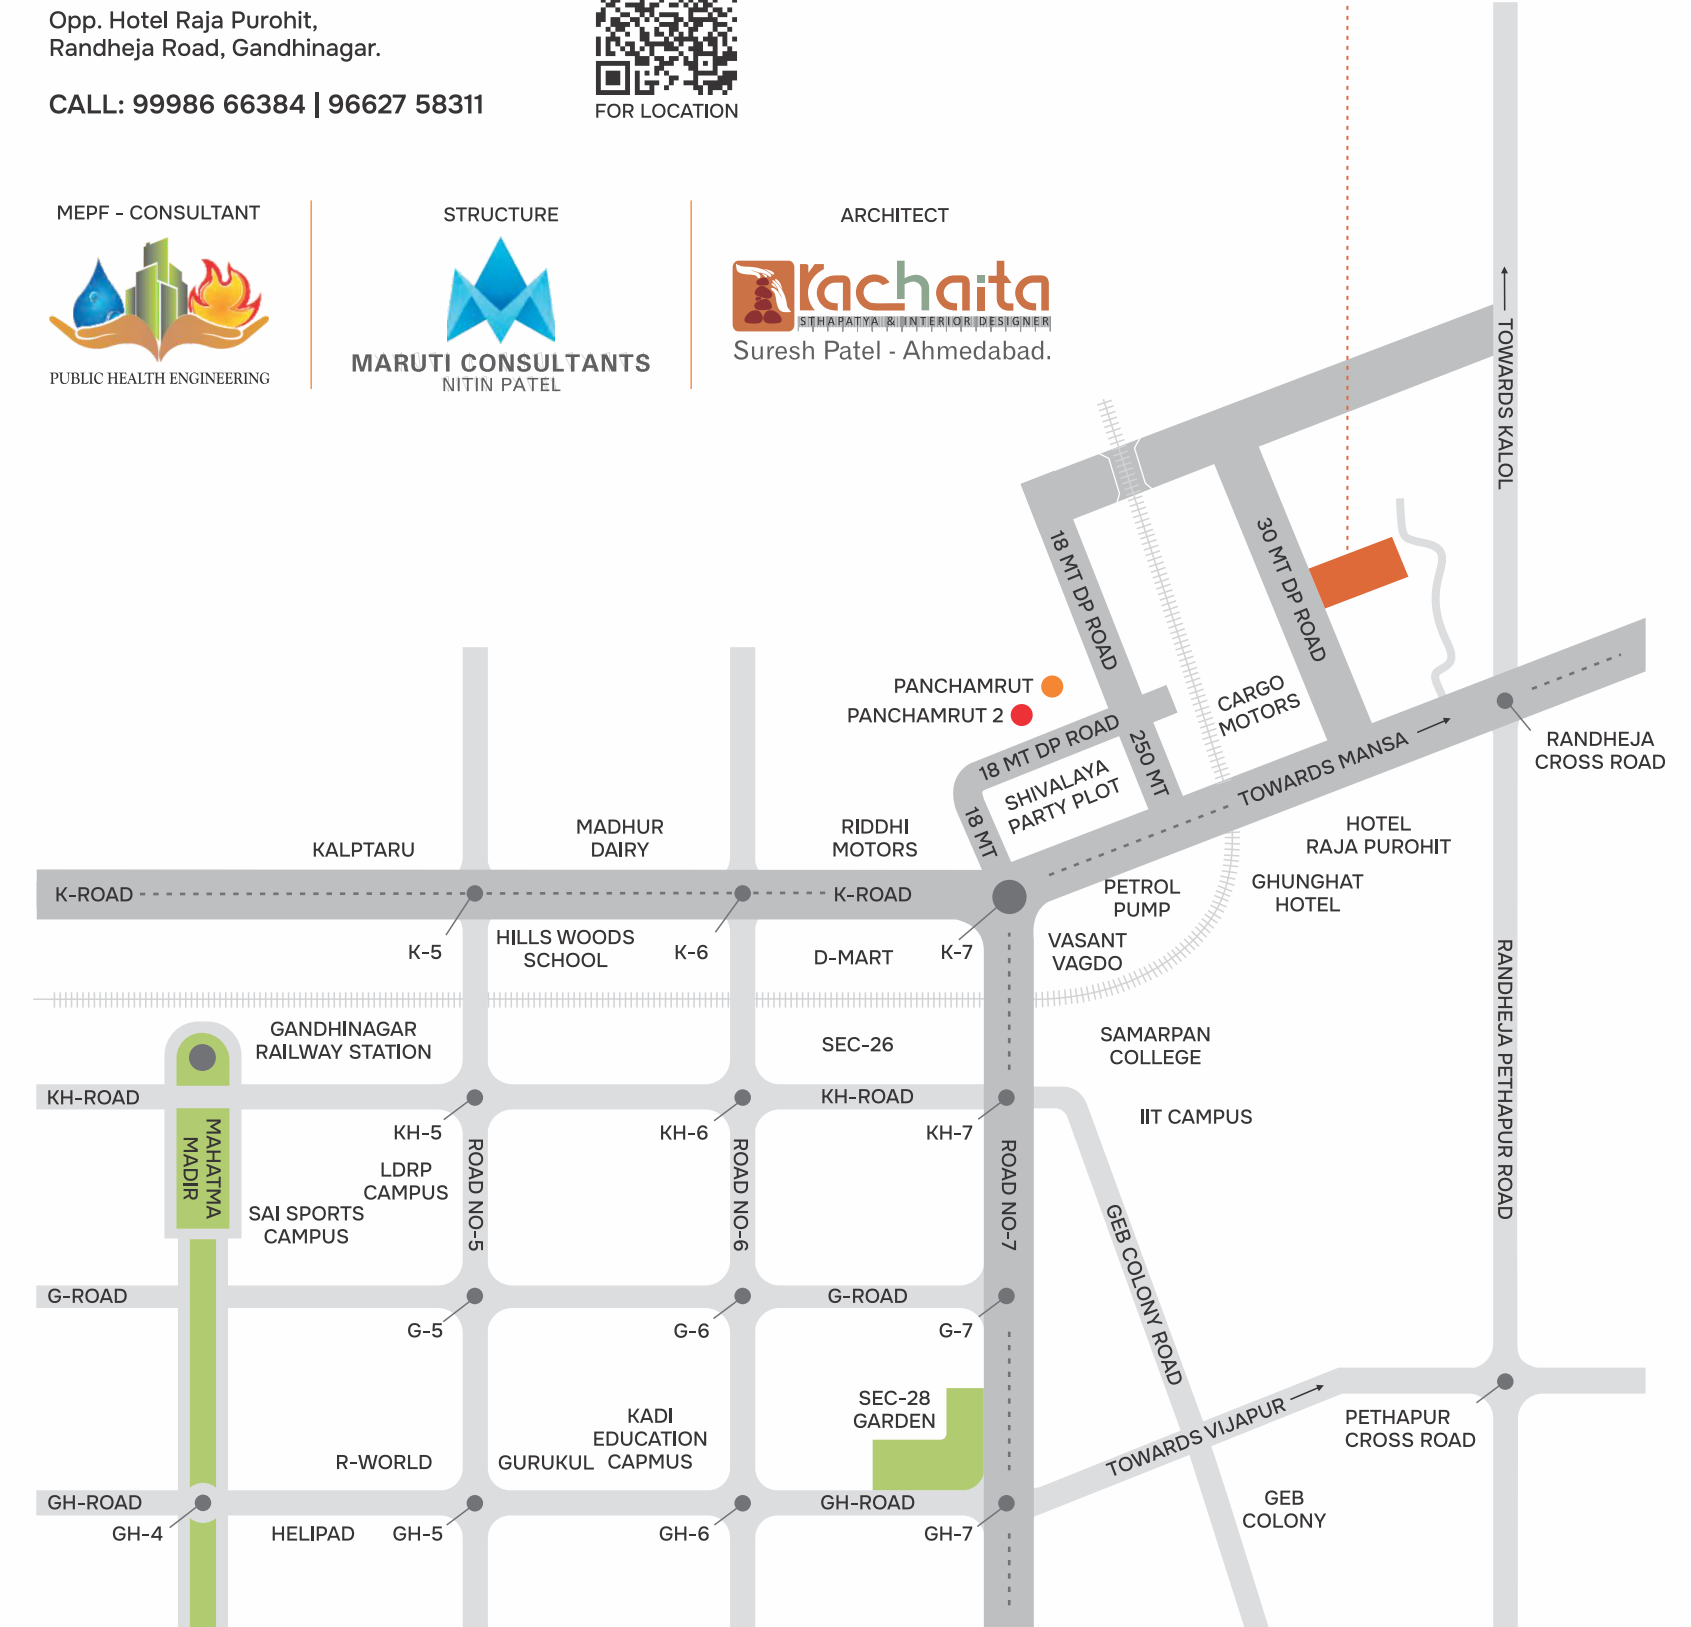 Opp. Hotel Raja Purohit,
Randheja Road, Gandhinagar.
CALL: 99986 66384 | 96627 58311
FOR LOCATION
MEPF - CONSULTANT
PUBLIC HEALTH ENGINEERING
STRUCTURE
MARUTI CONSULTANTS
NITIN PATEL
ARCHITECT
rachaita
STHAPATYA & INTERIOR DESIGNER
Suresh Patel - Ahmedabad.
TOWARDS KALOL
18 MT DP ROAD
30 MT DP ROAD
PANCHAMRUT
PANCHAMRUT 2
CARGO
MOTORS
18 MT DP ROAD
250 MT
SHIVALAYA
PARTY PLOT
18 MT
TOWARDS MANSA
RANDHEJA
CROSS ROAD
KALPTARU
MADHUR
DAIRY
RIDDHI
MOTORS
HOTEL
RAJA PUROHIT
K-ROAD
K-ROAD
PETROL
PUMP
GHUNGHAT
HOTEL
K-5
HILLS WOODS
SCHOOL
K-6
D-MART
K-7
VASANT
VAGDO
RANDHEJA PETHAPUR ROAD
GANDHINAGAR
RAILWAY STATION
SEC-26
SAMARPAN
COLLEGE
KH-ROAD
KH-ROAD
IIT CAMPUS
KH-5
KH-6
KH-7
MAHATMA
MADIR
LDRP
CAMPUS
ROAD NO-5
ROAD NO-6
ROAD NO-7
SAI SPORTS
CAMPUS
GEB COLONY ROAD
G-ROAD
G-ROAD
G-5
G-6
G-7
SEC-28
GARDEN
KADI
EDUCATION
CAPMUS
R-WORLD
GURUKUL
TOWARDS VIJAPUR
PETHAPUR
CROSS ROAD
GH-ROAD
GH-ROAD
GH-4
HELIPAD
GH-5
GH-6
GH-7
GEB
COLONY